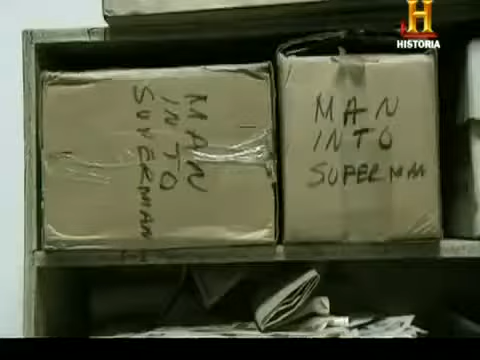 H
HISTORIA
MAN
INTO
SUPERMAN
MAN
INTO
SUPERMAN